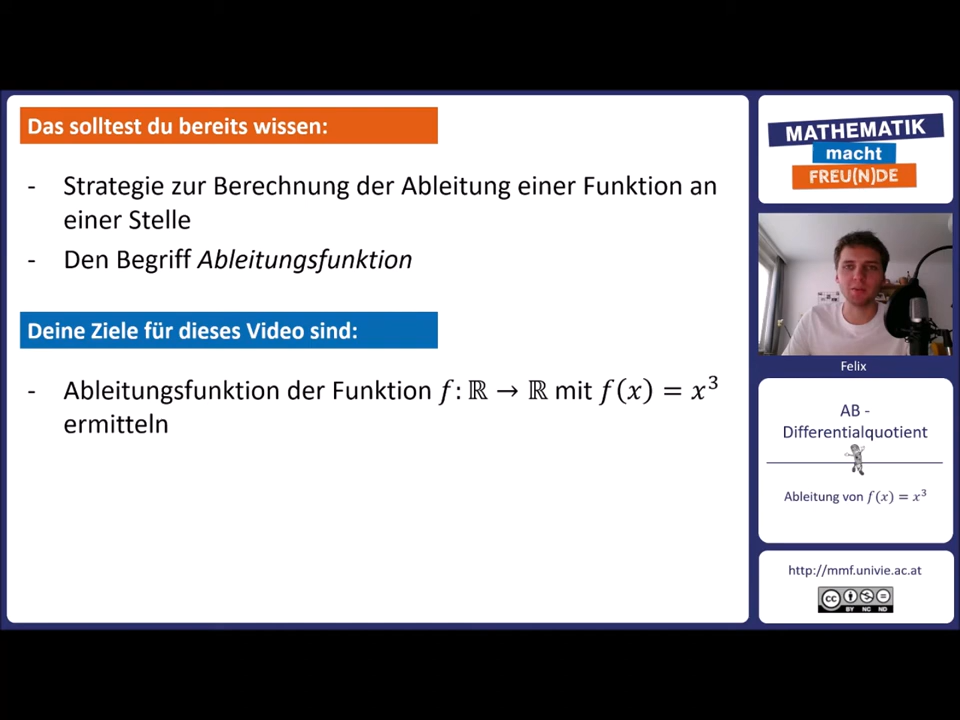 Das solltest du bereits wissen:
- Strategie zur Berechnung der Ableitung einer Funktion an
einer Stelle
- Den Begriff Ableitungsfunktion
Deine Ziele für dieses Video sind:
- Ableitungsfunktion der Funktion f: ℝ → ℝ mit f(x) = x³
ermitteln
MATHEMATIK
macht
FREU(N)DE
Felix
AB -
Differentialquotient
Ableitung von f(x) = x³
http://mmf.univie.ac.at
cc
BY NC ND